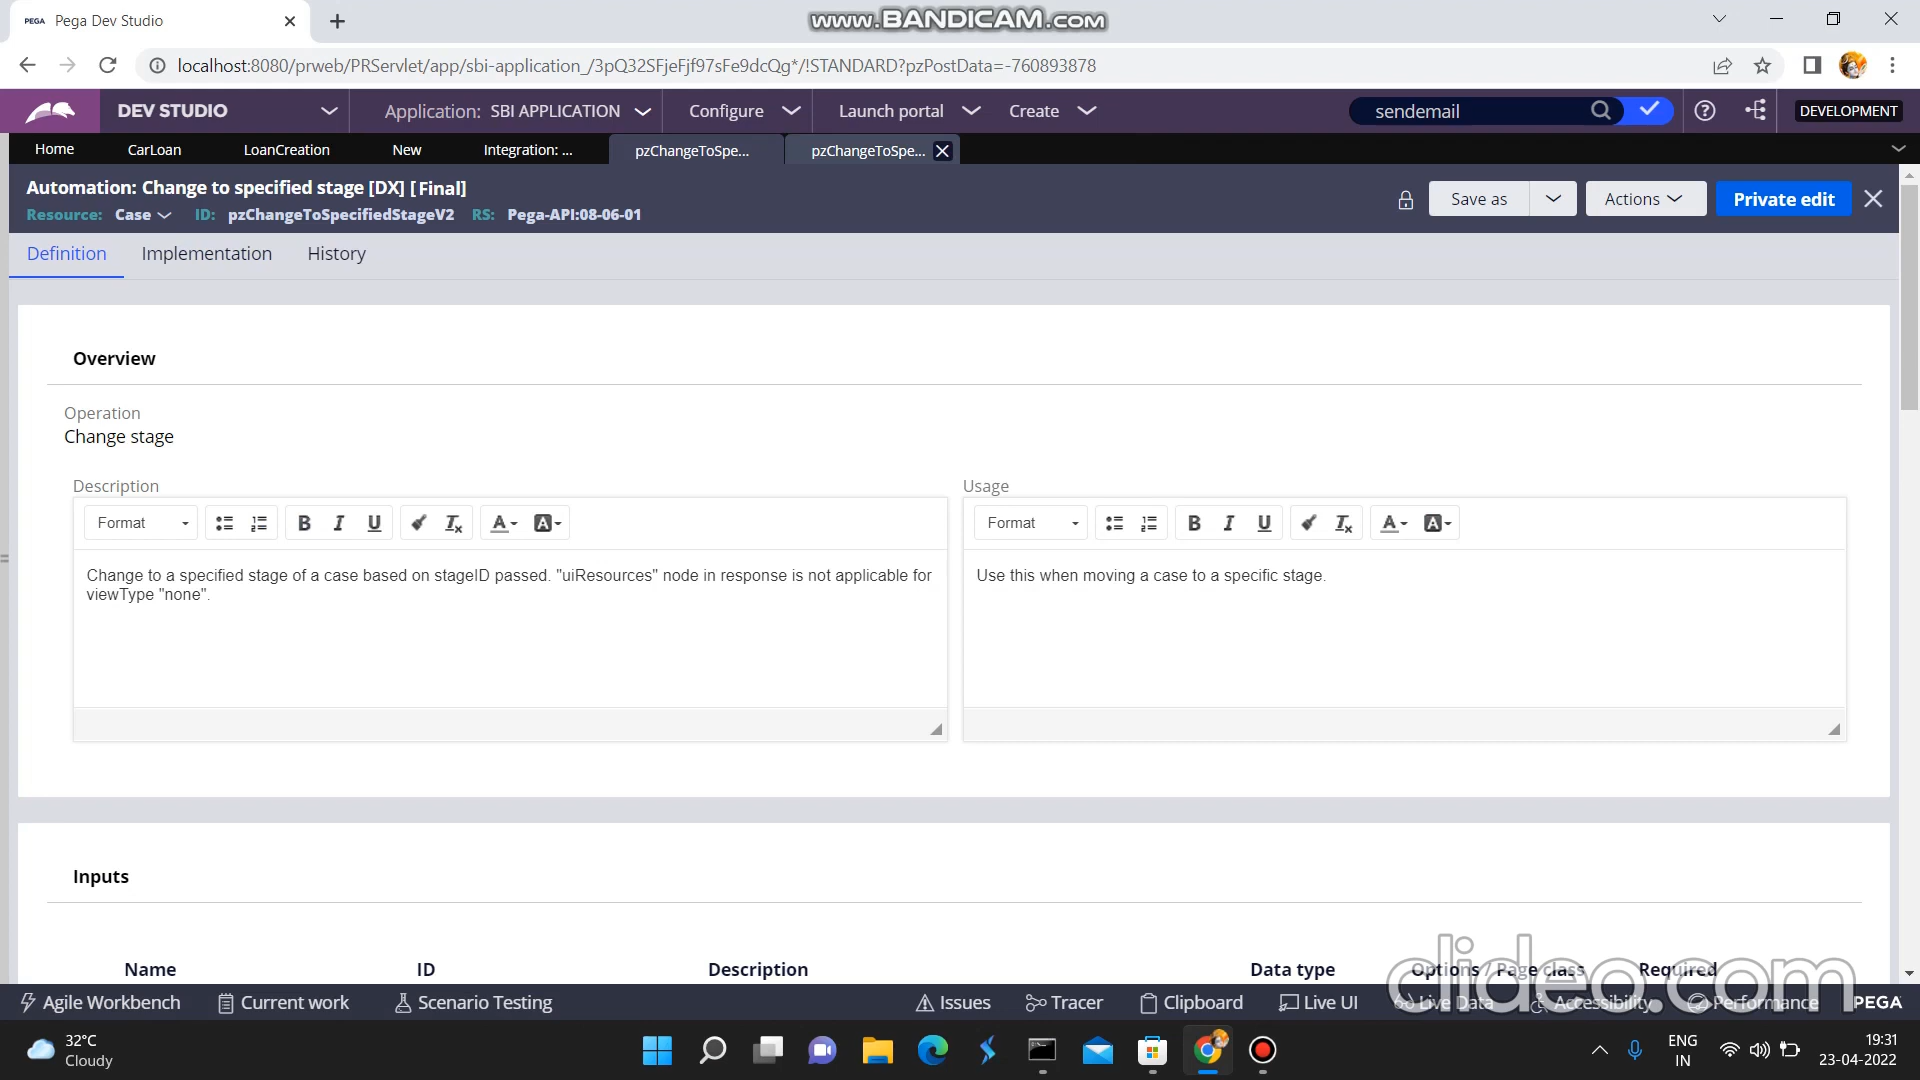 PEGA Pega Dev Studio
www.BANDICAM.com
localhost:8080/prweb/PRServlet/app/sbi-application_/3pQ32SFjeFjf97sFe9dcQg*/!STANDARD?pzPostData=-760893878
DEV STUDIO Application: SBI APPLICATION Configure Launch portal Create sendemail DEVELOPMENT
Home CarLoan LoanCreation New Integration: ... pzChangeToSpe... pzChangeToSpe...
Automation: Change to specified stage [DX] [Final]
Resource: Case ID: pzChangeToSpecifiedStageV2 RS: Pega-API:08-06-01
Save as Actions Private edit
Definition Implementation History
Overview
Operation
Change stage
Description Usage
Format B I U Tx A A Format B I U Tx A A
Change to a specified stage of a case based on stageID passed. "uiResources" node in response is not applicable for
viewType "none".
Use this when moving a case to a specific stage.
Inputs
Name ID Description Data type Options / Page class Required
clideo.com
Agile Workbench Current work Scenario Testing Issues Tracer Clipboard Live UI Live Data Accessibility Performance PEGA
32°C
Cloudy
ENG
IN
19:31
23-04-2022